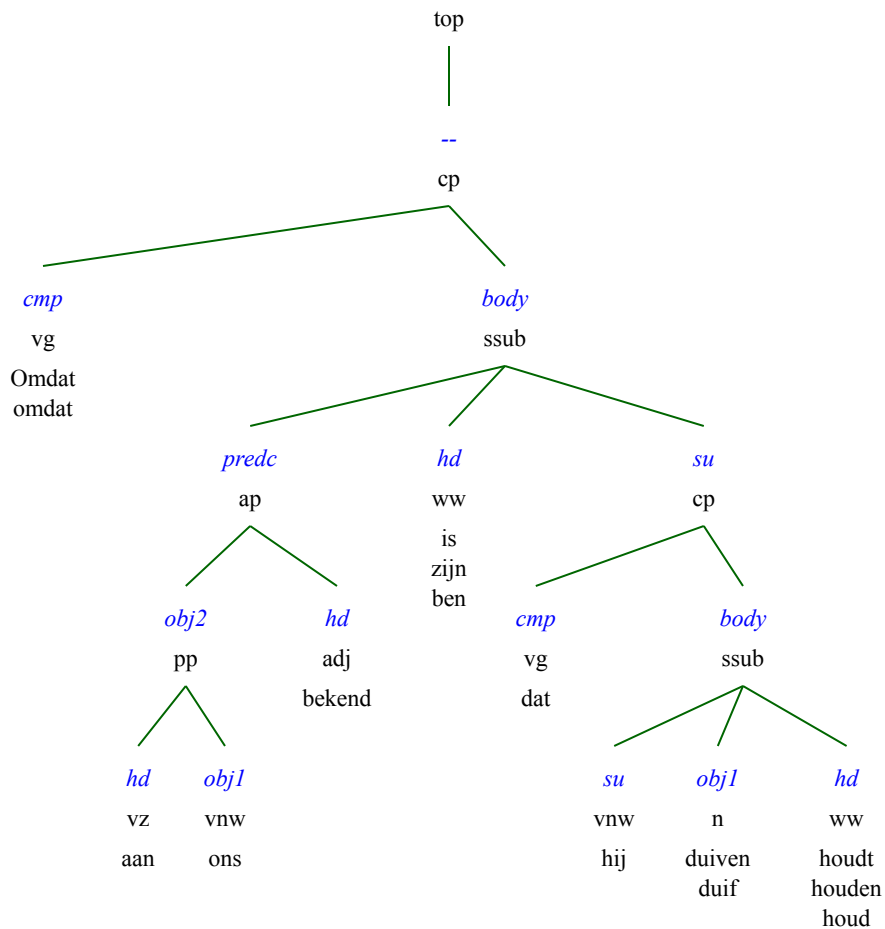 top
--
cp
cmp body
vg ssub
Omdat
omdat
predc hd su
ap ww cp
is
zijn
ben
obj2 hd cmp body
pp adj vg ssub
bekend dat
hd obj1 su obj1 hd
vz vnw vnw n ww
aan ons hij duiven houdt
duif houden
houd